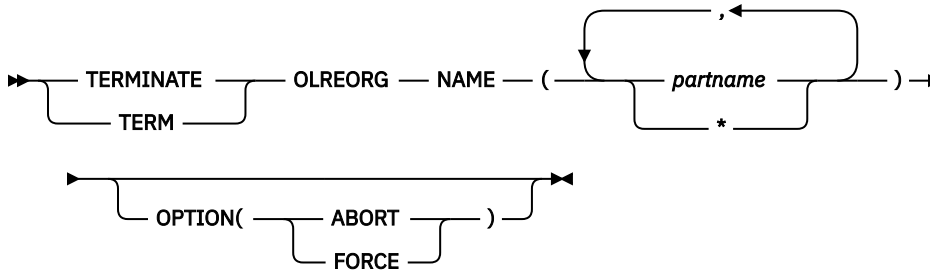 ,
TERMINATE OLREORG NAME ( partname )
TERM *
OPTION( ABORT )
FORCE